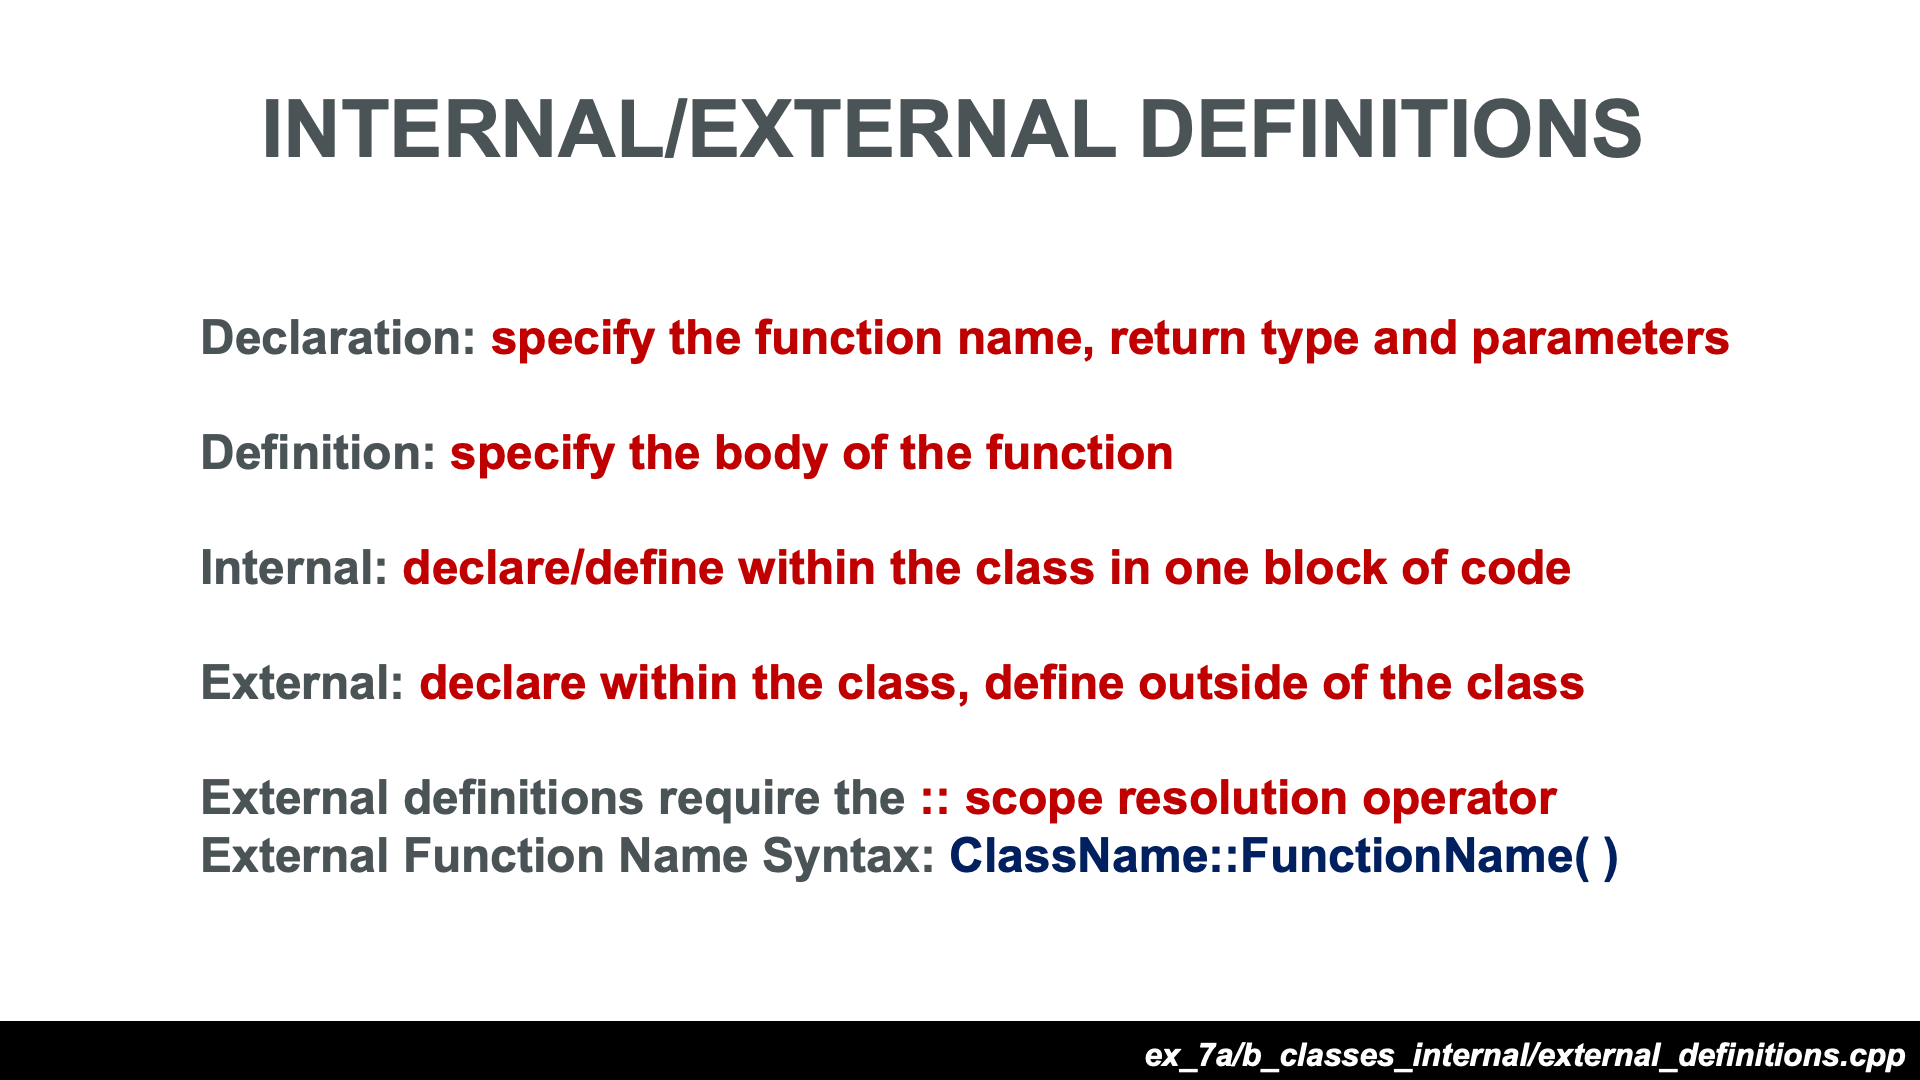 INTERNAL/EXTERNAL DEFINITIONS
Declaration: specify the function name, return type and parameters
Definition: specify the body of the function
Internal: declare/define within the class in one block of code
External: declare within the class, define outside of the class
External definitions require the :: scope resolution operator
External Function Name Syntax: ClassName::FunctionName( )
ex_7a/b_classes_internal/external_definitions.cpp